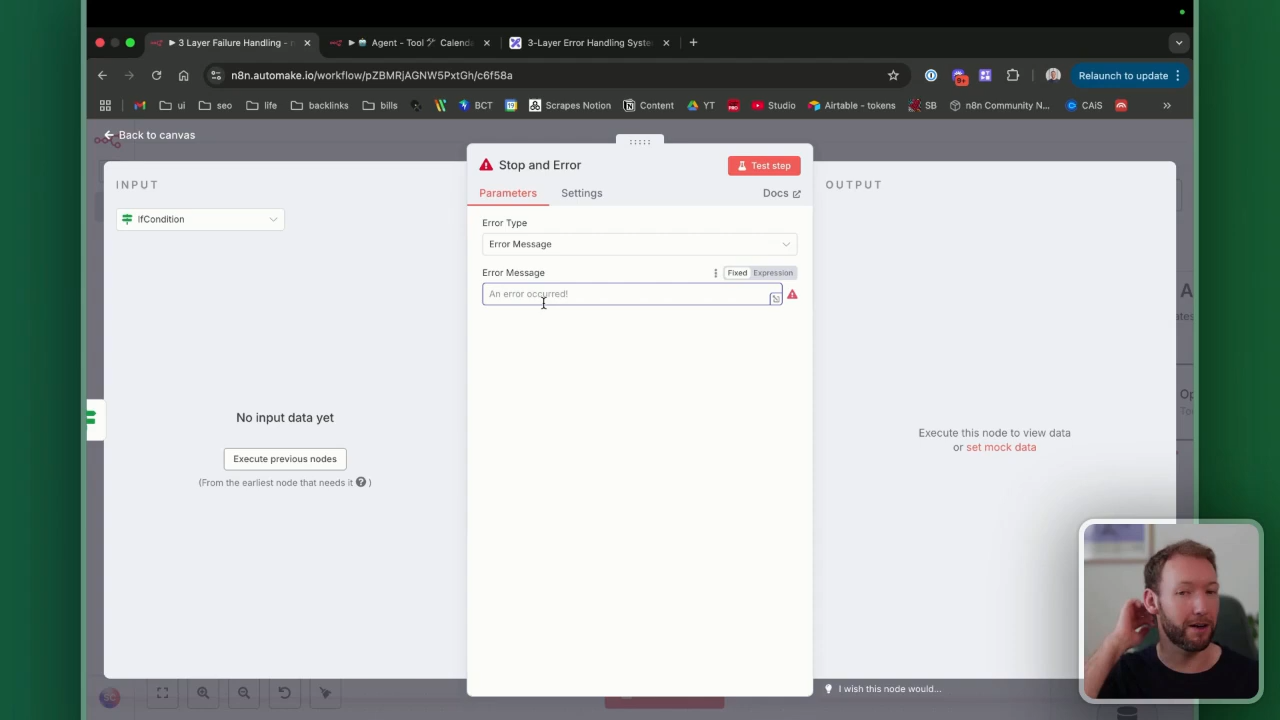 ► 3 Layer Failure Handling - n
► Agent - Tool Calenda
3-Layer Error Handling Syste
n8n.automake.io/workflow/pZBMRjAGNW5PxtGh/c6f58a
9+
Relaunch to update
ui
seo
life
backlinks
bills
BCT
Scrapes Notion
Content
YT
Studio
Airtable - tokens
SB
n8n Community N...
CAiS
Back to canvas
INPUT
IfCondition
No input data yet
Execute previous nodes
(From the earliest node that needs it ? )
Stop and Error
Test step
Parameters
Settings
Docs
Error Type
Error Message
Error Message
Fixed
Expression
An error occurred!
OUTPUT
Execute this node to view data
or set mock data
I wish this node would...